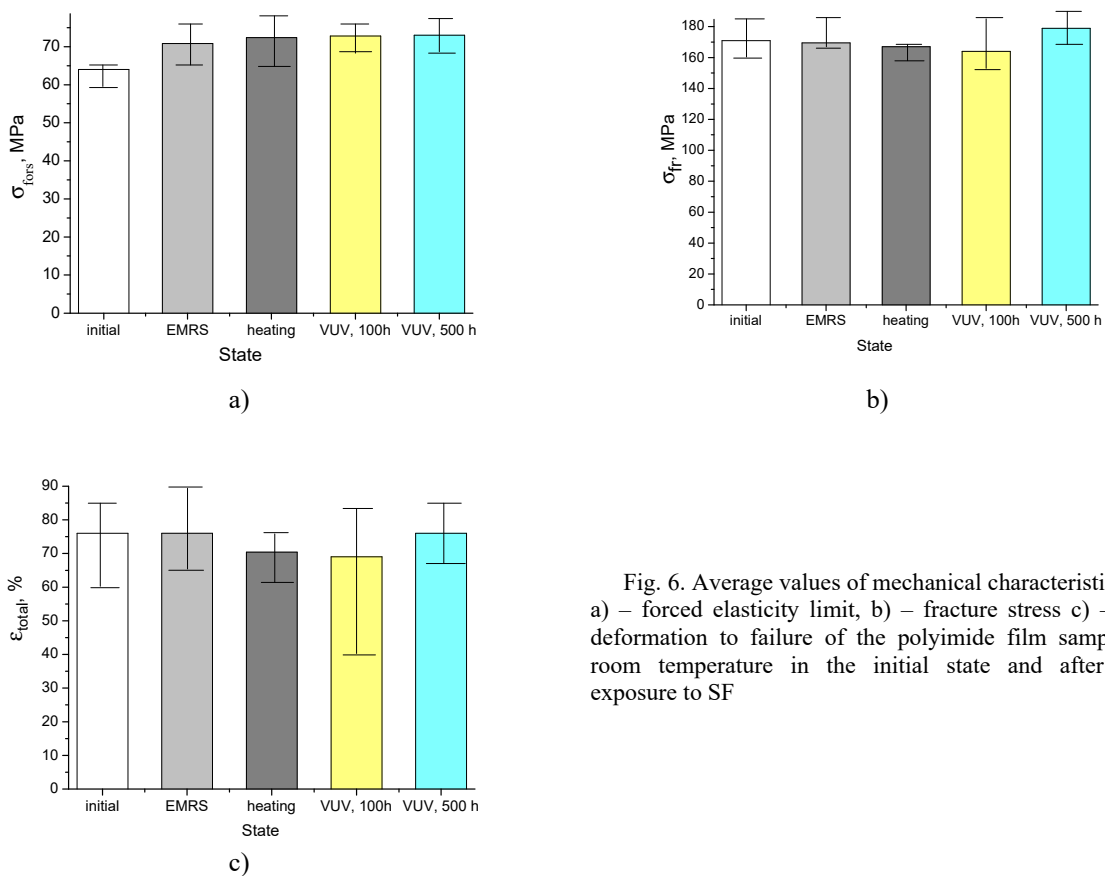 70
60
50
40
30
20
10
0
σfors, MPa
initial EMRS heating VUV, 100h VUV, 500 h
State
a)
180
160
140
120
100
80
60
40
20
0
σfr, MPa
initial EMRS heating VUV, 100h VUV, 500 h
State
b)
90
80
70
60
50
40
30
20
10
0
εtotal, %
initial EMRS heating VUV, 100h VUV, 500 h
State
c)
Fig. 6. Average values of mechanical characteristi
a) – forced elasticity limit, b) – fracture stress c) –
deformation to failure of the polyimide film samp
room temperature in the initial state and after
exposure to SF